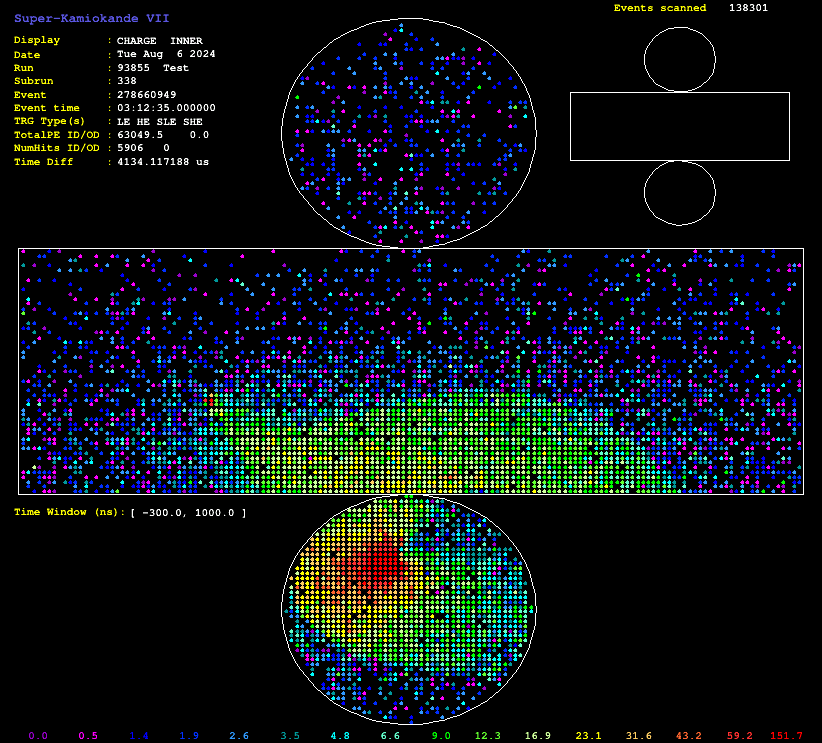 Super-Kamiokande VII
Events scanned 138301
Display : CHARGE INNER
Date : Tue Aug 6 2024
Run : 93855 Test
Subrun : 338
Event : 278660949
Event time : 03:12:35.000000
TRG Type(s) : LE HE SLE SHE
TotalPE ID/OD : 63049.5 0.0
NumHits ID/OD : 5906 0
Time Diff : 4134.117188 us
Time Window (ns): [ -300.0, 1000.0 ]
0.0 0.5 1.4 1.9 2.6 3.5 4.8 6.6 9.0 12.3 16.9 23.1 31.6 43.2 59.2 151.7